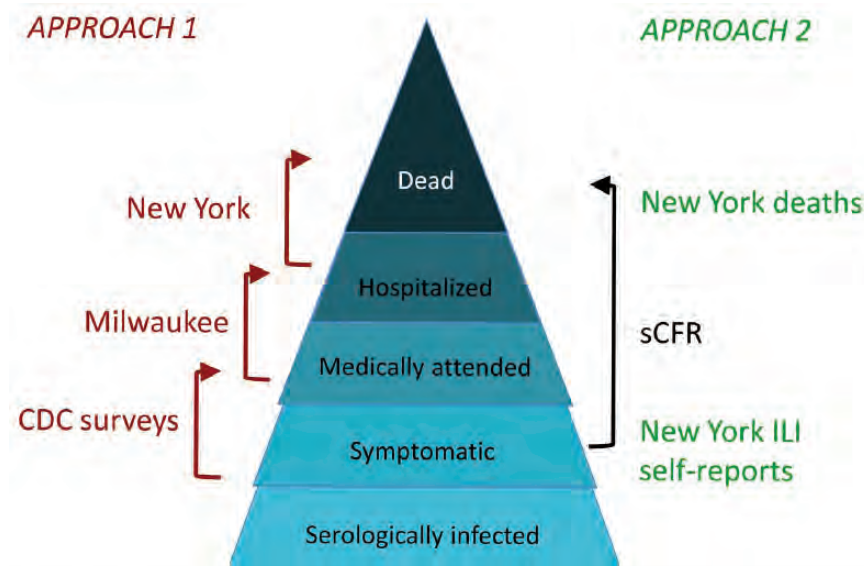 APPROACH 1
APPROACH 2
Dead
New York
New York deaths
Hospitalized
Milwaukee
sCFR
Medically attended
CDC surveys
New York ILI
self-reports
Symptomatic
Serologically infected